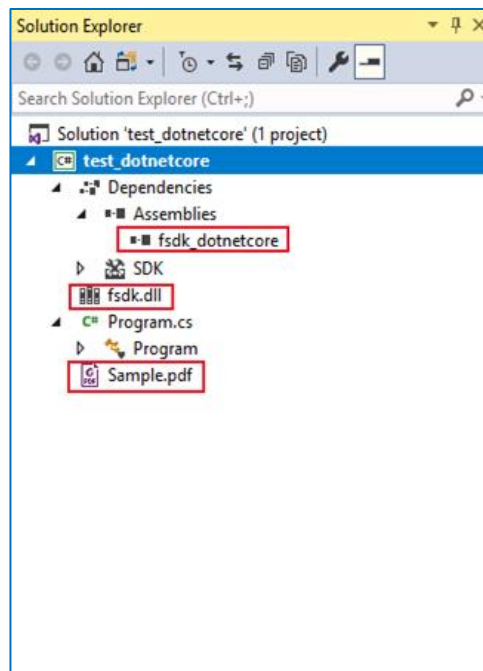 Solution Explorer
Search Solution Explorer (Ctrl+;)
Solution 'test_dotnetcore' (1 project)
C# test_dotnetcore
Dependencies
Assemblies
fsdk_dotnetcore
SDK
fsdk.dll
C# Program.cs
Program
Sample.pdf